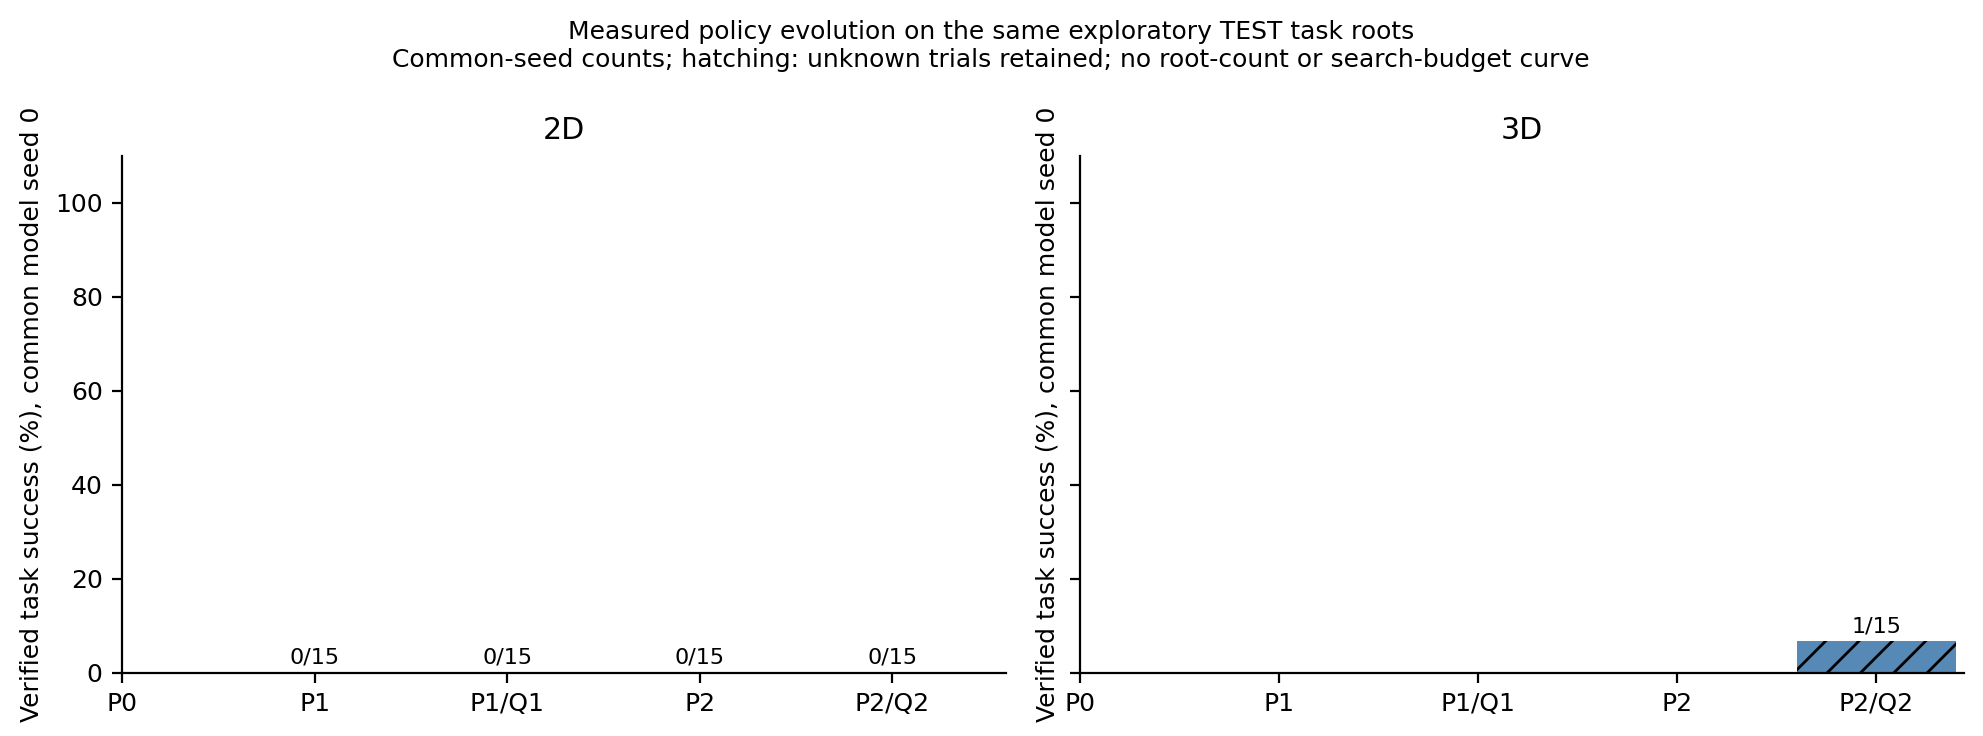 Measured policy evolution on the same exploratory TEST task roots
Common-seed counts; hatching: unknown trials retained; no root-count or search-budget curve
2D
Verified task success (%), common model seed 0
100
80
60
40
20
0
0/15
0/15
0/15
0/15
P0
P1
P1/Q1
P2
P2/Q2
3D
Verified task success (%), common model seed 0
1/15
P0
P1
P1/Q1
P2
P2/Q2